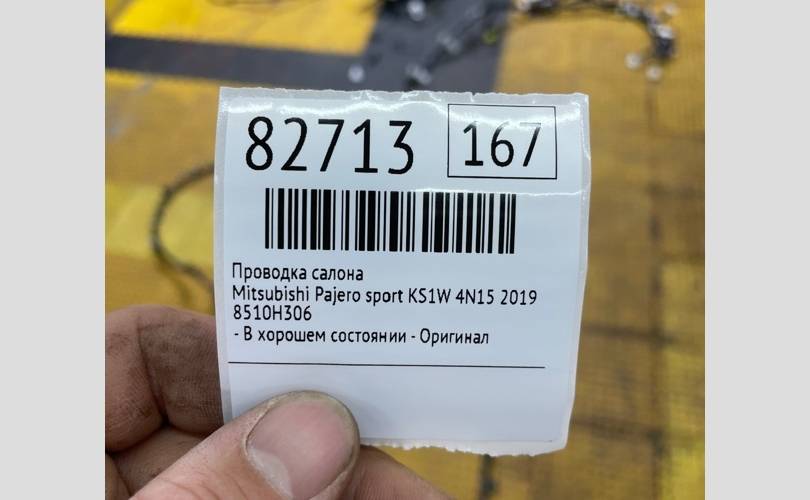 82713 167
Проводка салона
Mitsubishi Pajero sport KS1W 4N15 2019
8510H306
- В хорошем состоянии - Оригинал